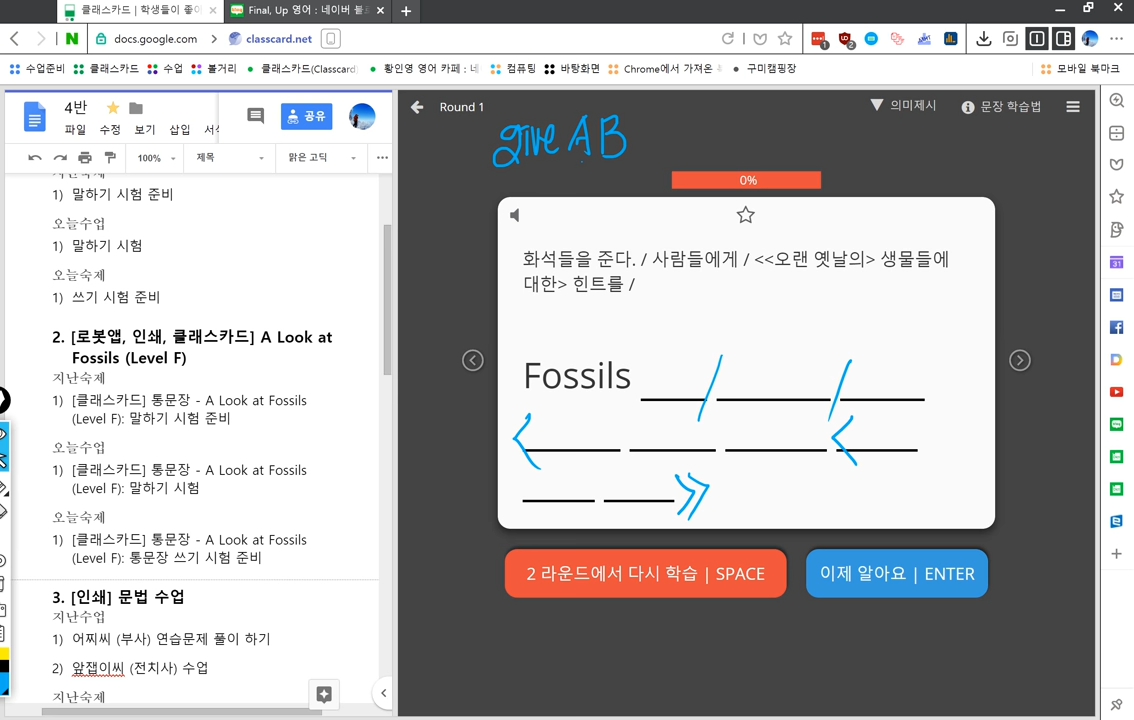 클래스카드 | 학생들이 좋아
Final, Up 영어 : 네이버 블로
docs.google.com
classcard.net
수업준비
클래스카드
수업
볼거리
클래스카드(Classcard
황인영 영어 카페 : 네
컴퓨팅
바탕화면
Chrome에서 가져온 북
구미캠핑장
모바일 북마크
4반
파일 수정 보기 삽입 서식
공유
100% 제목 맑은 고딕
1) 말하기 시험 준비
오늘수업
1) 말하기 시험
오늘숙제
1) 쓰기 시험 준비
2. [로봇앱, 인쇄, 클래스카드] A Look at
Fossils (Level F)
지난숙제
1) [클래스카드] 통문장 - A Look at Fossils
(Level F): 말하기 시험 준비
오늘수업
1) [클래스카드] 통문장 - A Look at Fossils
(Level F): 말하기 시험
오늘숙제
1) [클래스카드] 통문장 - A Look at Fossils
(Level F): 통문장 쓰기 시험 준비
3. [인쇄] 문법 수업
지난수업
1) 어찌씨 (부사) 연습문제 풀이 하기
2) 앞잡이씨 (전치사) 수업
지난숙제
Round 1
의미제시
문장 학습법
give A B
0%
화석들을 준다. / 사람들에게 / <<오랜 옛날의> 생물들에
대한> 힌트를 /
Fossils ____ / ____ / ____
< ____ ____ ____ < ____
____ ____ >>
2 라운드에서 다시 학습 | SPACE
이제 알아요 | ENTER